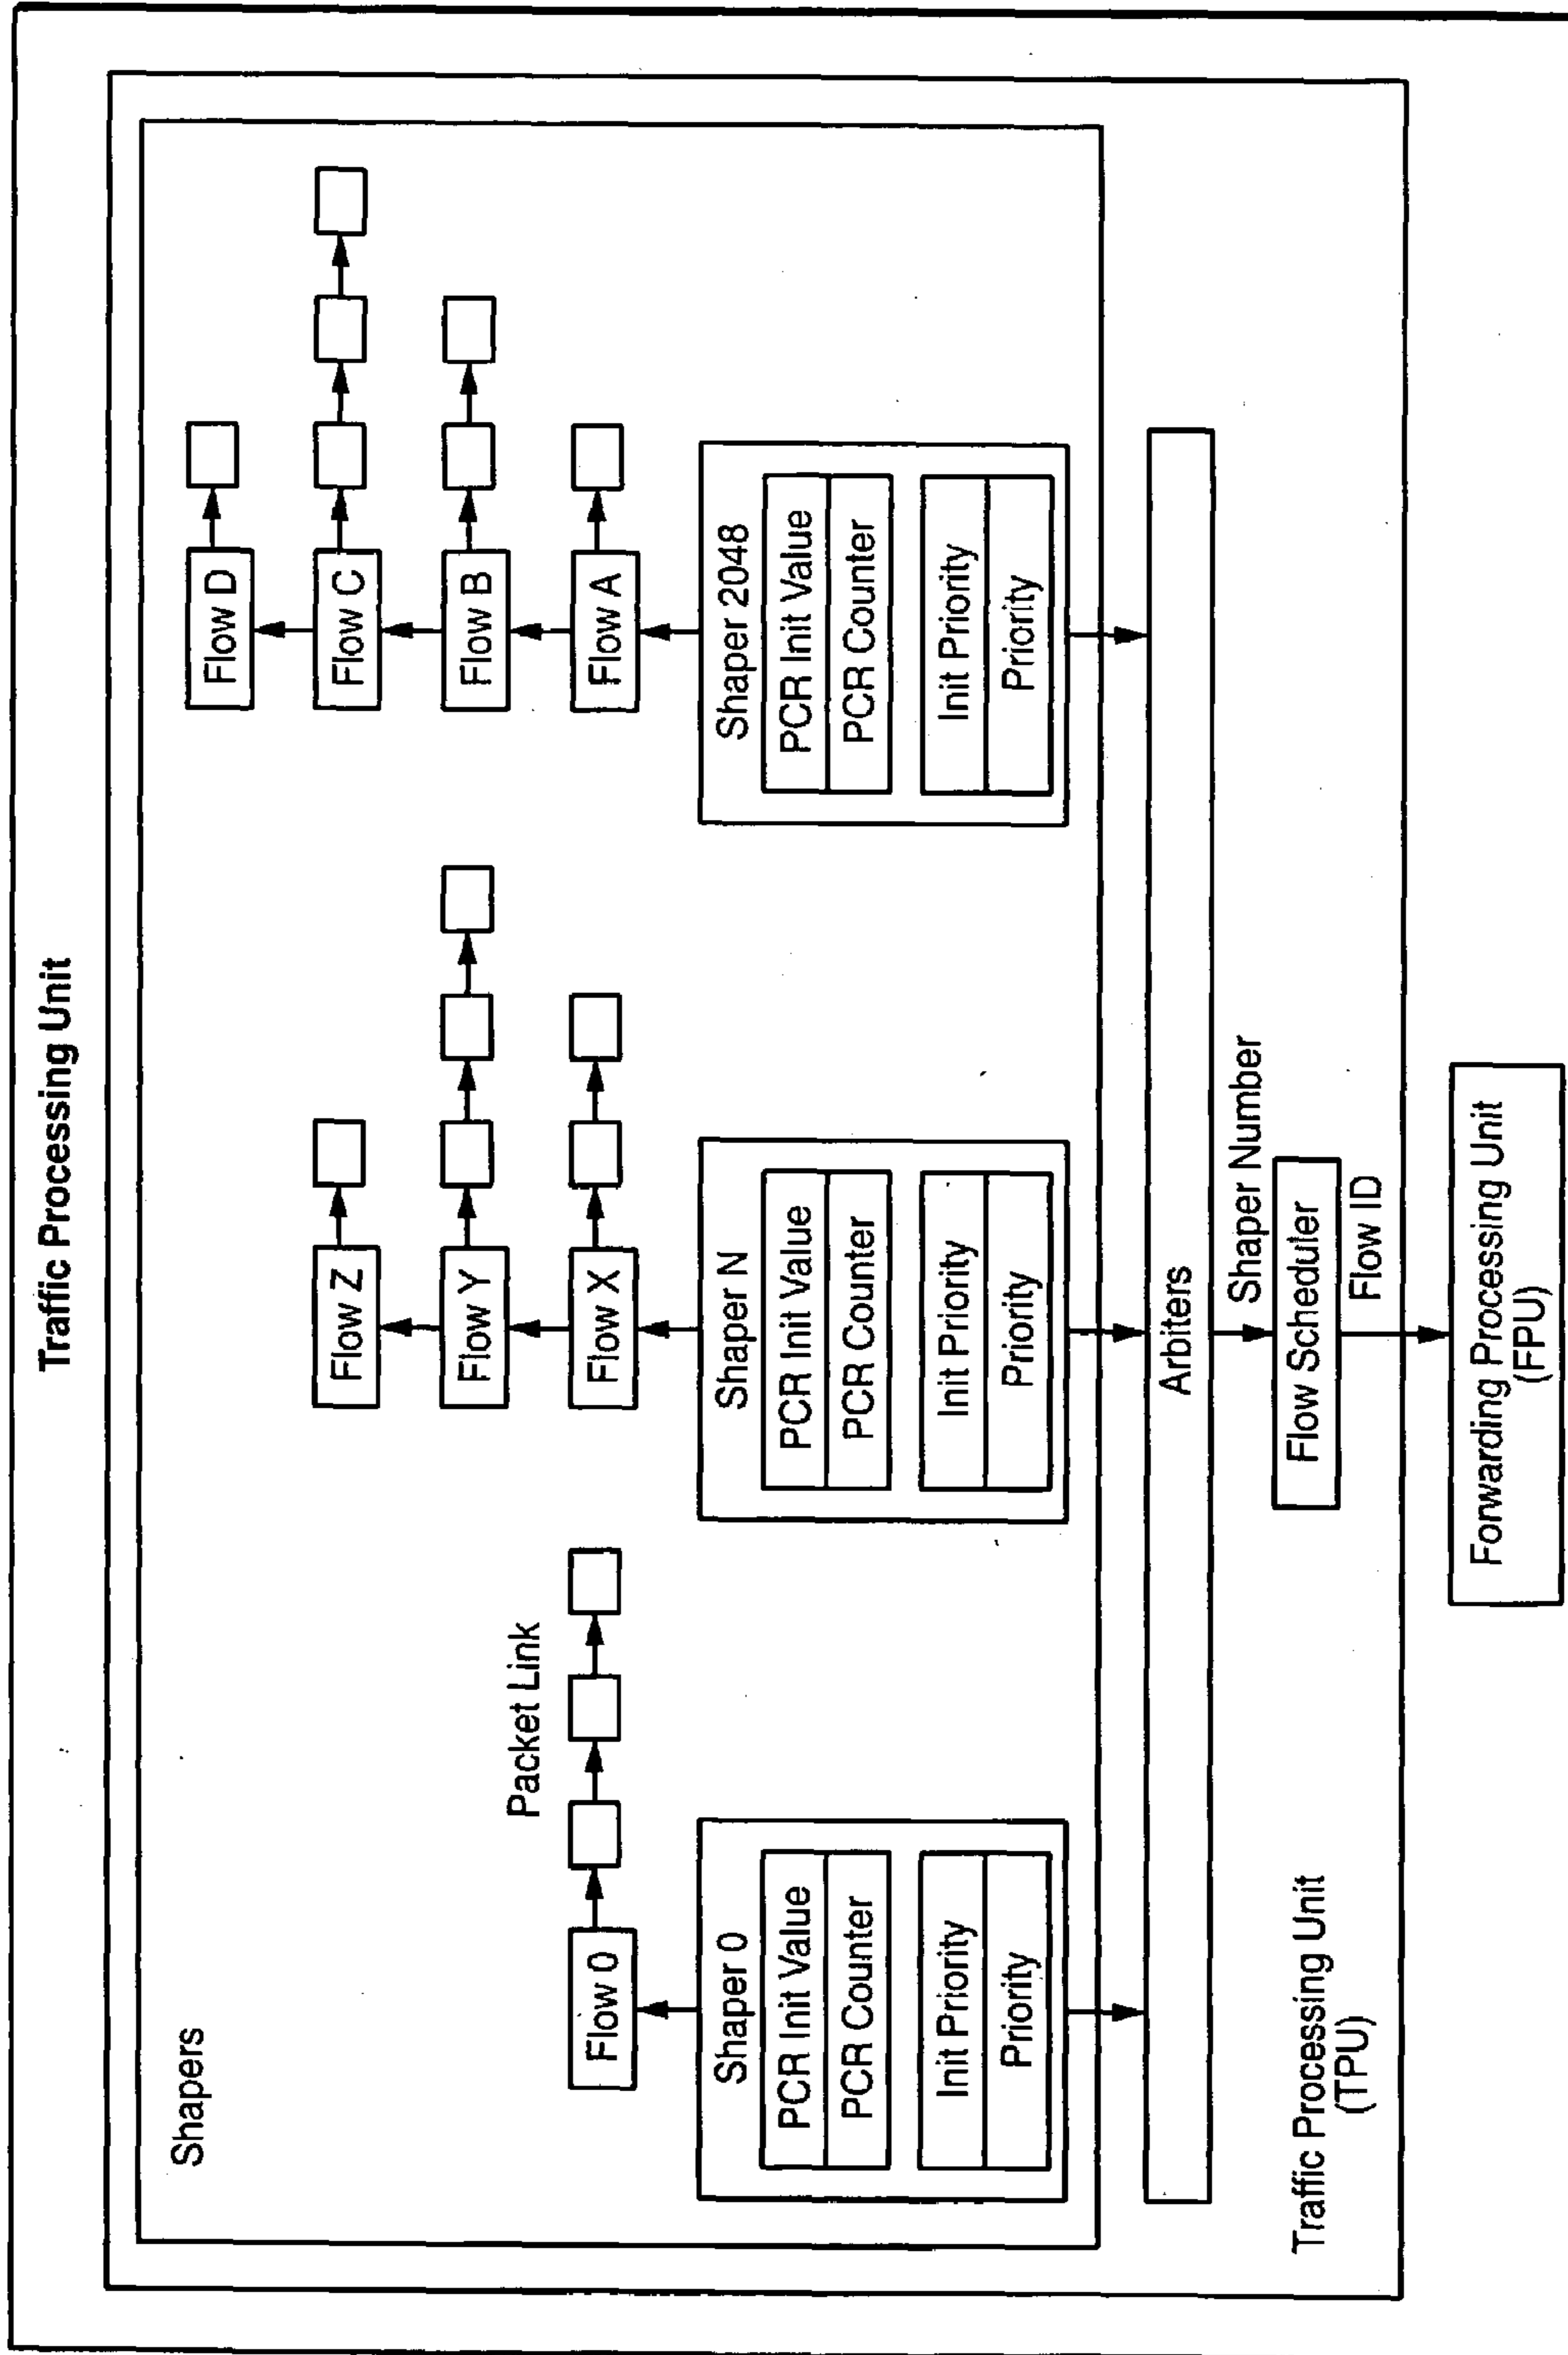 Traffic Processing Unit
Shapers
Flow D
Flow Z
Flow C
Flow Y
Flow B
Packet Link
Flow 0
Flow X
Flow A
Shaper 0
PCR Init Value
PCR Counter
Init Priority
Priority
Shaper N
PCR Init Value
PCR Counter
Init Priority
Priority
Shaper 2048
PCR Init Value
PCR Counter
Init Priority
Priority
Arbiters
Shaper Number
Flow Scheduler
Flow ID
Traffic Processing Unit
(TPU)
Forwarding Processing Unit
(FPU)